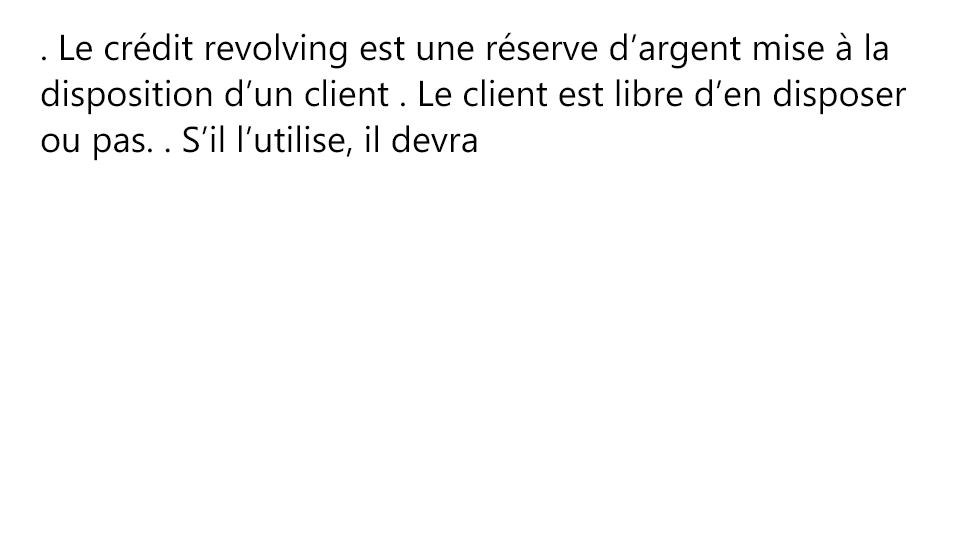 . Le crédit revolving est une réserve d’argent mise à la
disposition d’un client . Le client est libre d’en disposer
ou pas. . S’il l’utilise, il devra